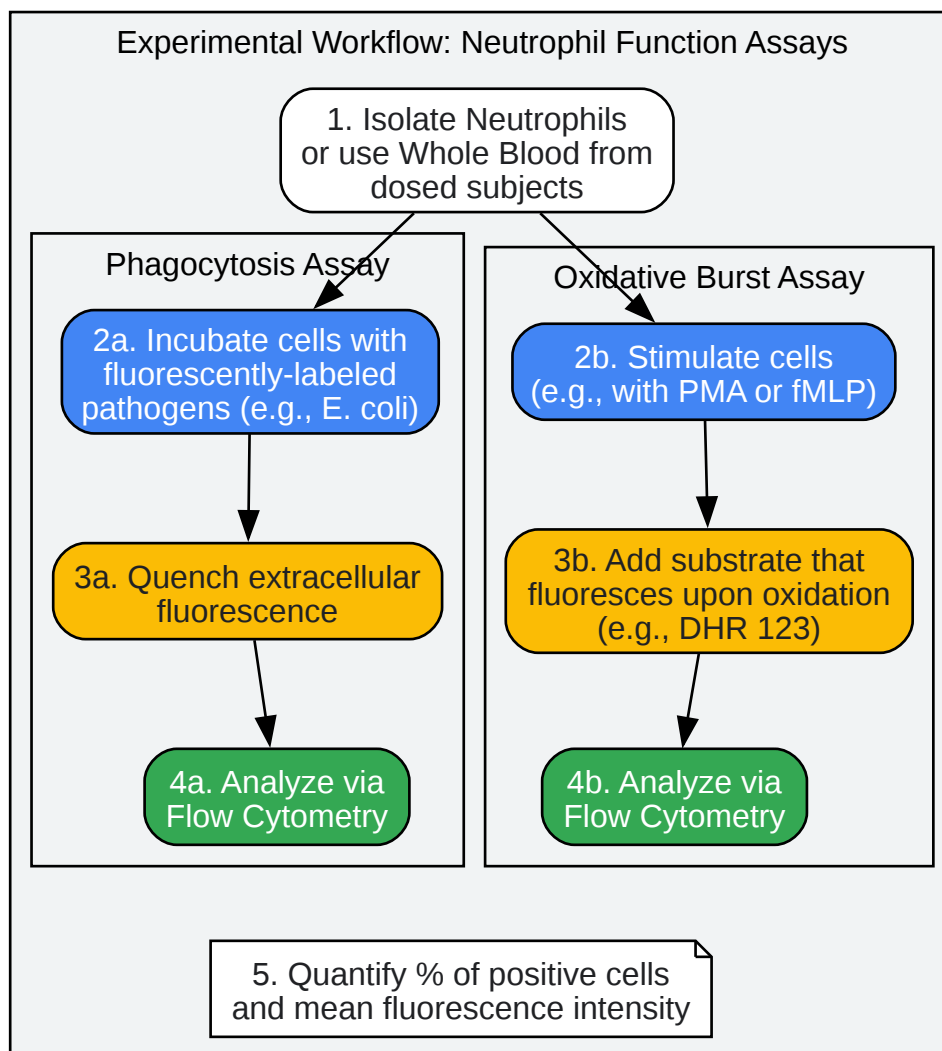 Experimental Workflow: Neutrophil Function Assays
1. Isolate Neutrophils
or use Whole Blood from
dosed subjects
Phagocytosis Assay
2a. Incubate cells with
fluorescently-labeled
pathogens (e.g., E. coli)
3a. Quench extracellular
fluorescence
4a. Analyze via
Flow Cytometry
Oxidative Burst Assay
2b. Stimulate cells
(e.g., with PMA or fMLP)
3b. Add substrate that
fluoresces upon oxidation
(e.g., DHR 123)
4b. Analyze via
Flow Cytometry
5. Quantify % of positive cells
and mean fluorescence intensity